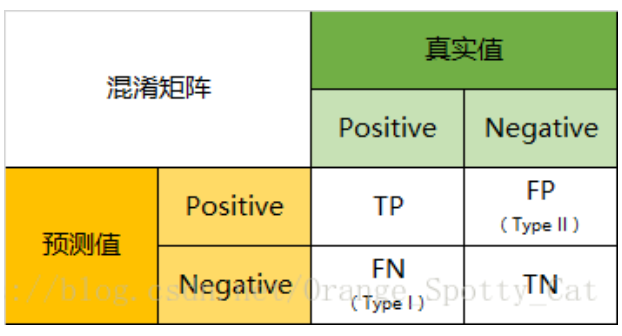 混淆矩阵
真实值
Positive Negative
预测值
Positive TP FP
(Type II)
Negative FN TN
(Type I)
://blog.csdn.net/Orange_Spotty_Cat